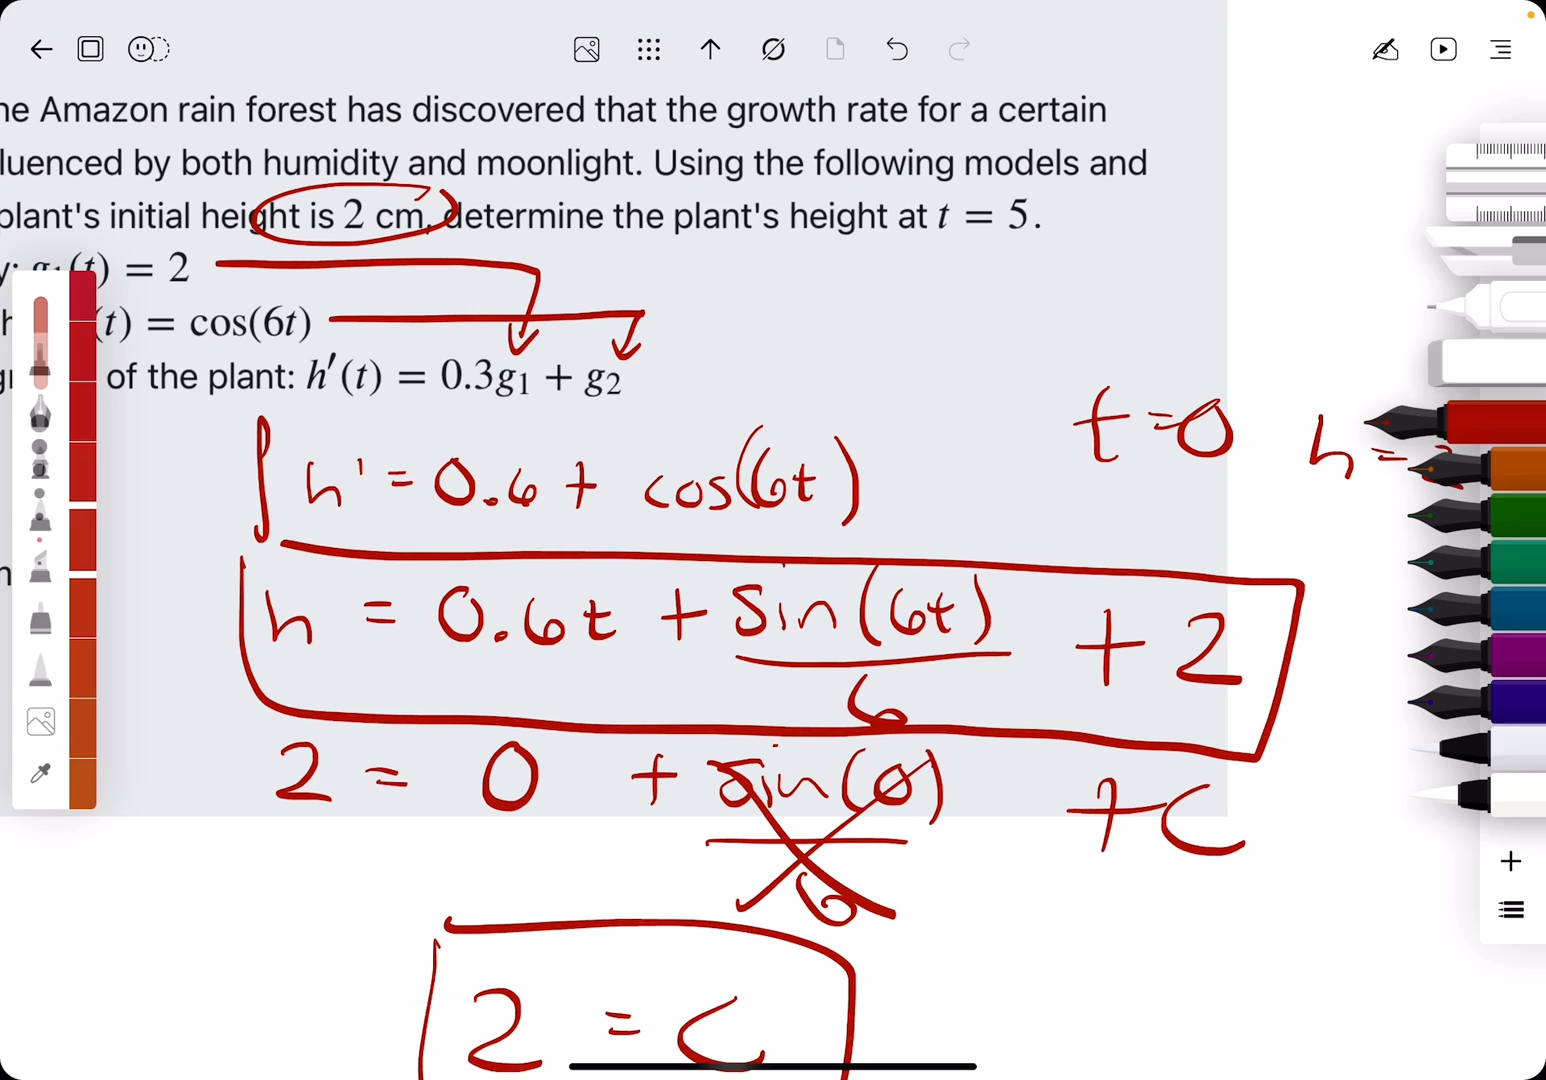 he Amazon rain forest has discovered that the growth rate for a certain
luenced by both humidity and moonlight. Using the following models and
plant's initial height is 2 cm, determine the plant's height at t = 5.
y: g₁(t) = 2
h (t) = cos(6t)
gr of the plant: h′(t) = 0.3g₁ + g₂
t = 0 h =
∫ h' = 0.6 + cos(6t)
h = 0.6t + sin(6t)/6 + 2
2 = 0 + sin(0)/6 + C
2 = C